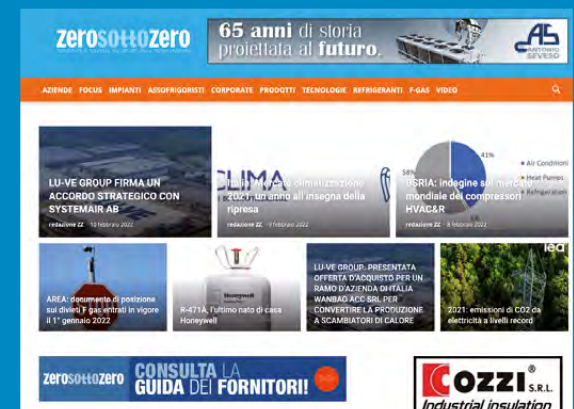 zerosottozero
65 anni di storia
proiettata al futuro.
AS
ANTONIO
SEVESO
AZIENDE FOCUS IMPIANTI ASSOFRIGORISTI CORPORATE PRODOTTI TECNOLOGIE REFRIGERANTI F-GAS VIDEO
LU-VE GROUP FIRMA UN
ACCORDO STRATEGICO CON
SYSTEMAIR AB
redazione ZZ - 10 febbraio 2022
CLIMA
Italia: Mercato climatizzazione
2021, un anno all'insegna della
ripresa
redazione ZZ - 9 febbraio 2022
58%
41%
Air Condition
Heat Pumps
Refrigeration
BSRIA: indagine sul mercato
mondiale dei compressori
HVAC&R
redazione ZZ - 8 febbraio 2022
AREA: documento di posizione
sui divieti F gas entrati in vigore
il 1° gennaio 2022
Honeywell
R-471A, l'ultimo nato di casa
Honeywell
LU-VE GROUP: PRESENTATA
OFFERTA D'ACQUISTO PER UN
RAMO D'AZIENDA DI ITALIA
WANBAO ACC SRL PER
CONVERTIRE LA PRODUZIONE
A SCAMBIATORI DI CALORE
iea
2021: emissioni di CO2 da
elettricità a livelli record
zerosottozero
CONSULTA LA
GUIDA DEI FORNITORI!
COZZI® S.R.L.
Industrial insulation